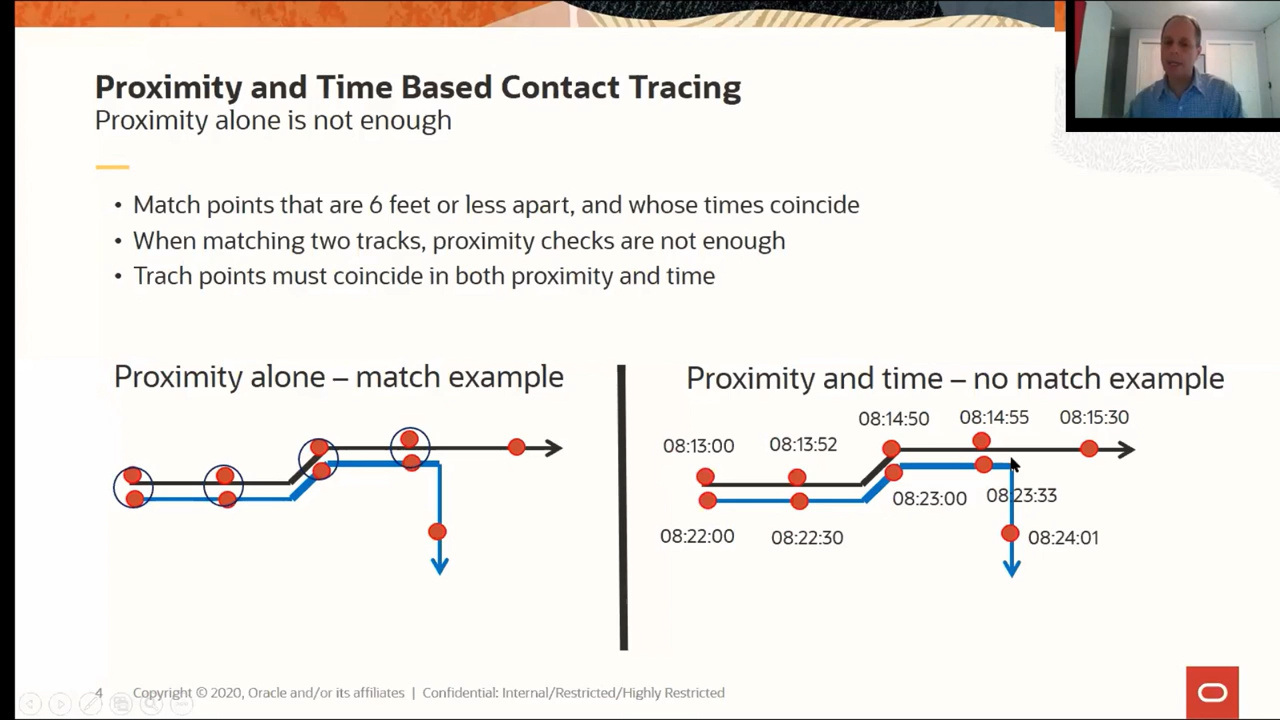 Proximity and Time Based Contact Tracing
Proximity alone is not enough
• Match points that are 6 feet or less apart, and whose times coincide
• When matching two tracks, proximity checks are not enough
• Trach points must coincide in both proximity and time
Proximity alone – match example
Proximity and time – no match example
08:13:00
08:13:52
08:14:50
08:14:55
08:15:30
08:22:00
08:22:30
08:23:00
08:23:33
08:24:01
4 Copyright © 2020, Oracle and/or its affiliates | Confidential: Internal/Restricted/Highly Restricted